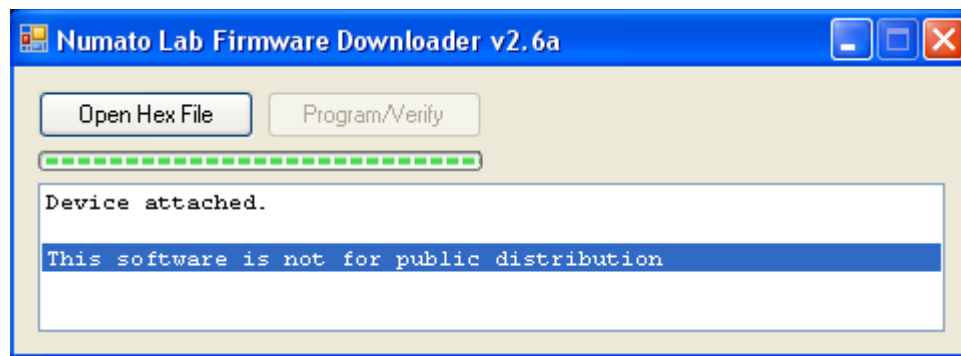 Numato Lab Firmware Downloader v2.6a
Open Hex File Program/Verify
Device attached.
This software is not for public distribution